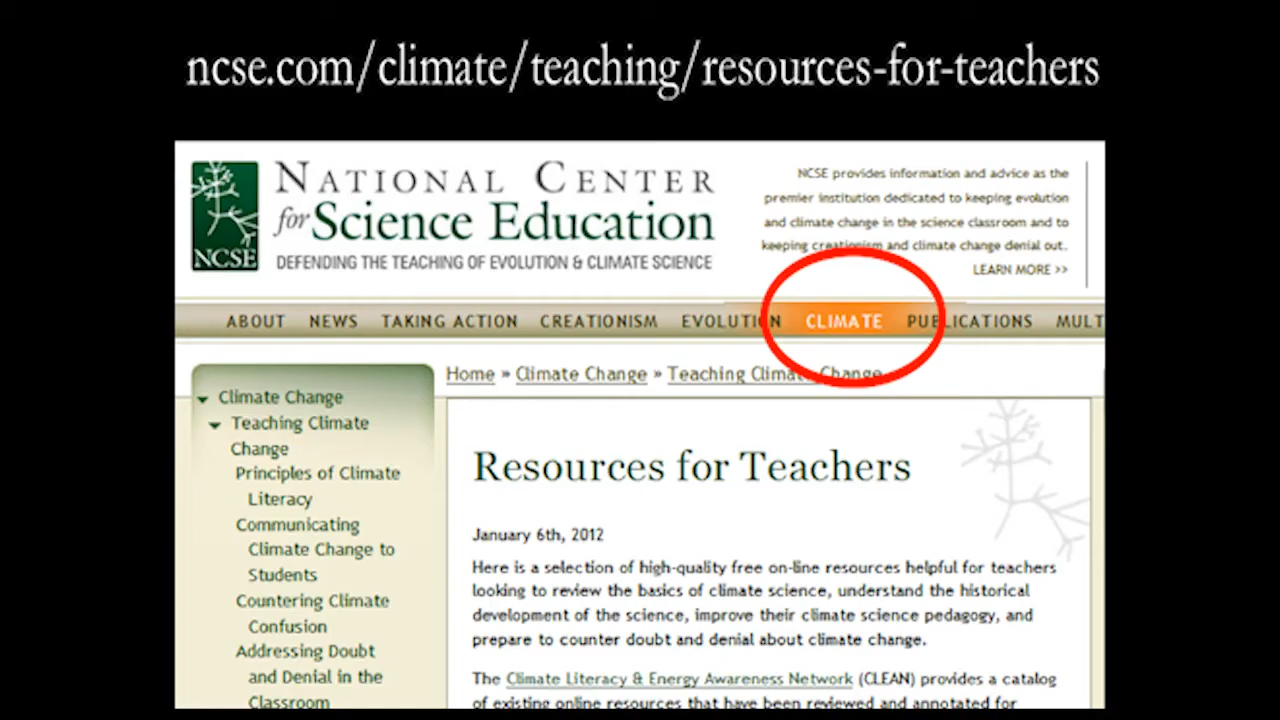 ncse.com/climate/teaching/resources-for-teachers
NCSE
NATIONAL CENTER
for Science Education
DEFENDING THE TEACHING OF EVOLUTION & CLIMATE SCIENCE
NCSE provides information and advice as the
premier institution dedicated to keeping evolution
and climate change in the science classroom and to
keeping creationism and climate change denial out.
LEARN MORE >>
ABOUT NEWS TAKING ACTION CREATIONISM EVOLUTION CLIMATE PUBLICATIONS MULT
Home » Climate Change » Teaching Climate Change
Climate Change
Teaching Climate
Change
Principles of Climate
Literacy
Communicating
Climate Change to
Students
Countering Climate
Confusion
Addressing Doubt
and Denial in the
Classroom
Resources for Teachers
January 6th, 2012
Here is a selection of high-quality free on-line resources helpful for teachers
looking to review the basics of climate science, understand the historical
development of the science, improve their climate science pedagogy, and
prepare to counter doubt and denial about climate change.
The Climate Literacy & Energy Awareness Network (CLEAN) provides a catalog
of existing online resources that have been reviewed and annotated for